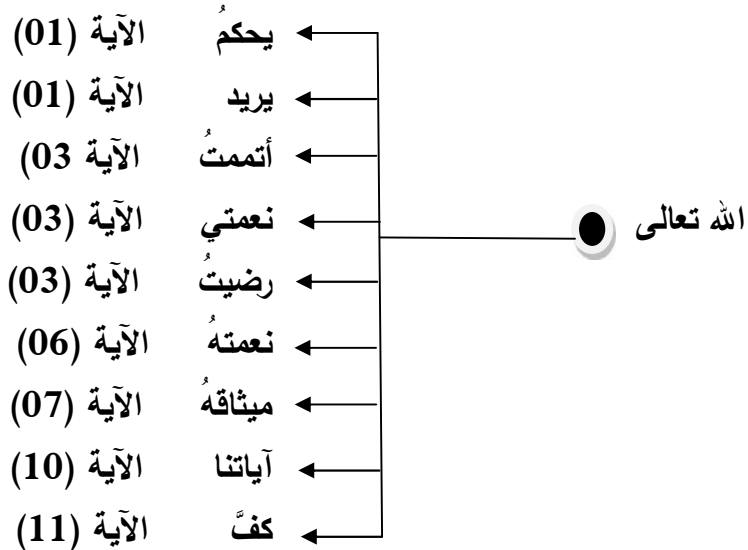 يحكمُ الآية (01)
يريد الآية (01)
أتممتُ الآية 03)
الله تعالى
نعمتي الآية (03)
رضيتُ الآية (03)
نعمتهُ الآية (06)
ميثاقهُ الآية (07)
آياتنا الآية (10)
كفَّ الآية (11)